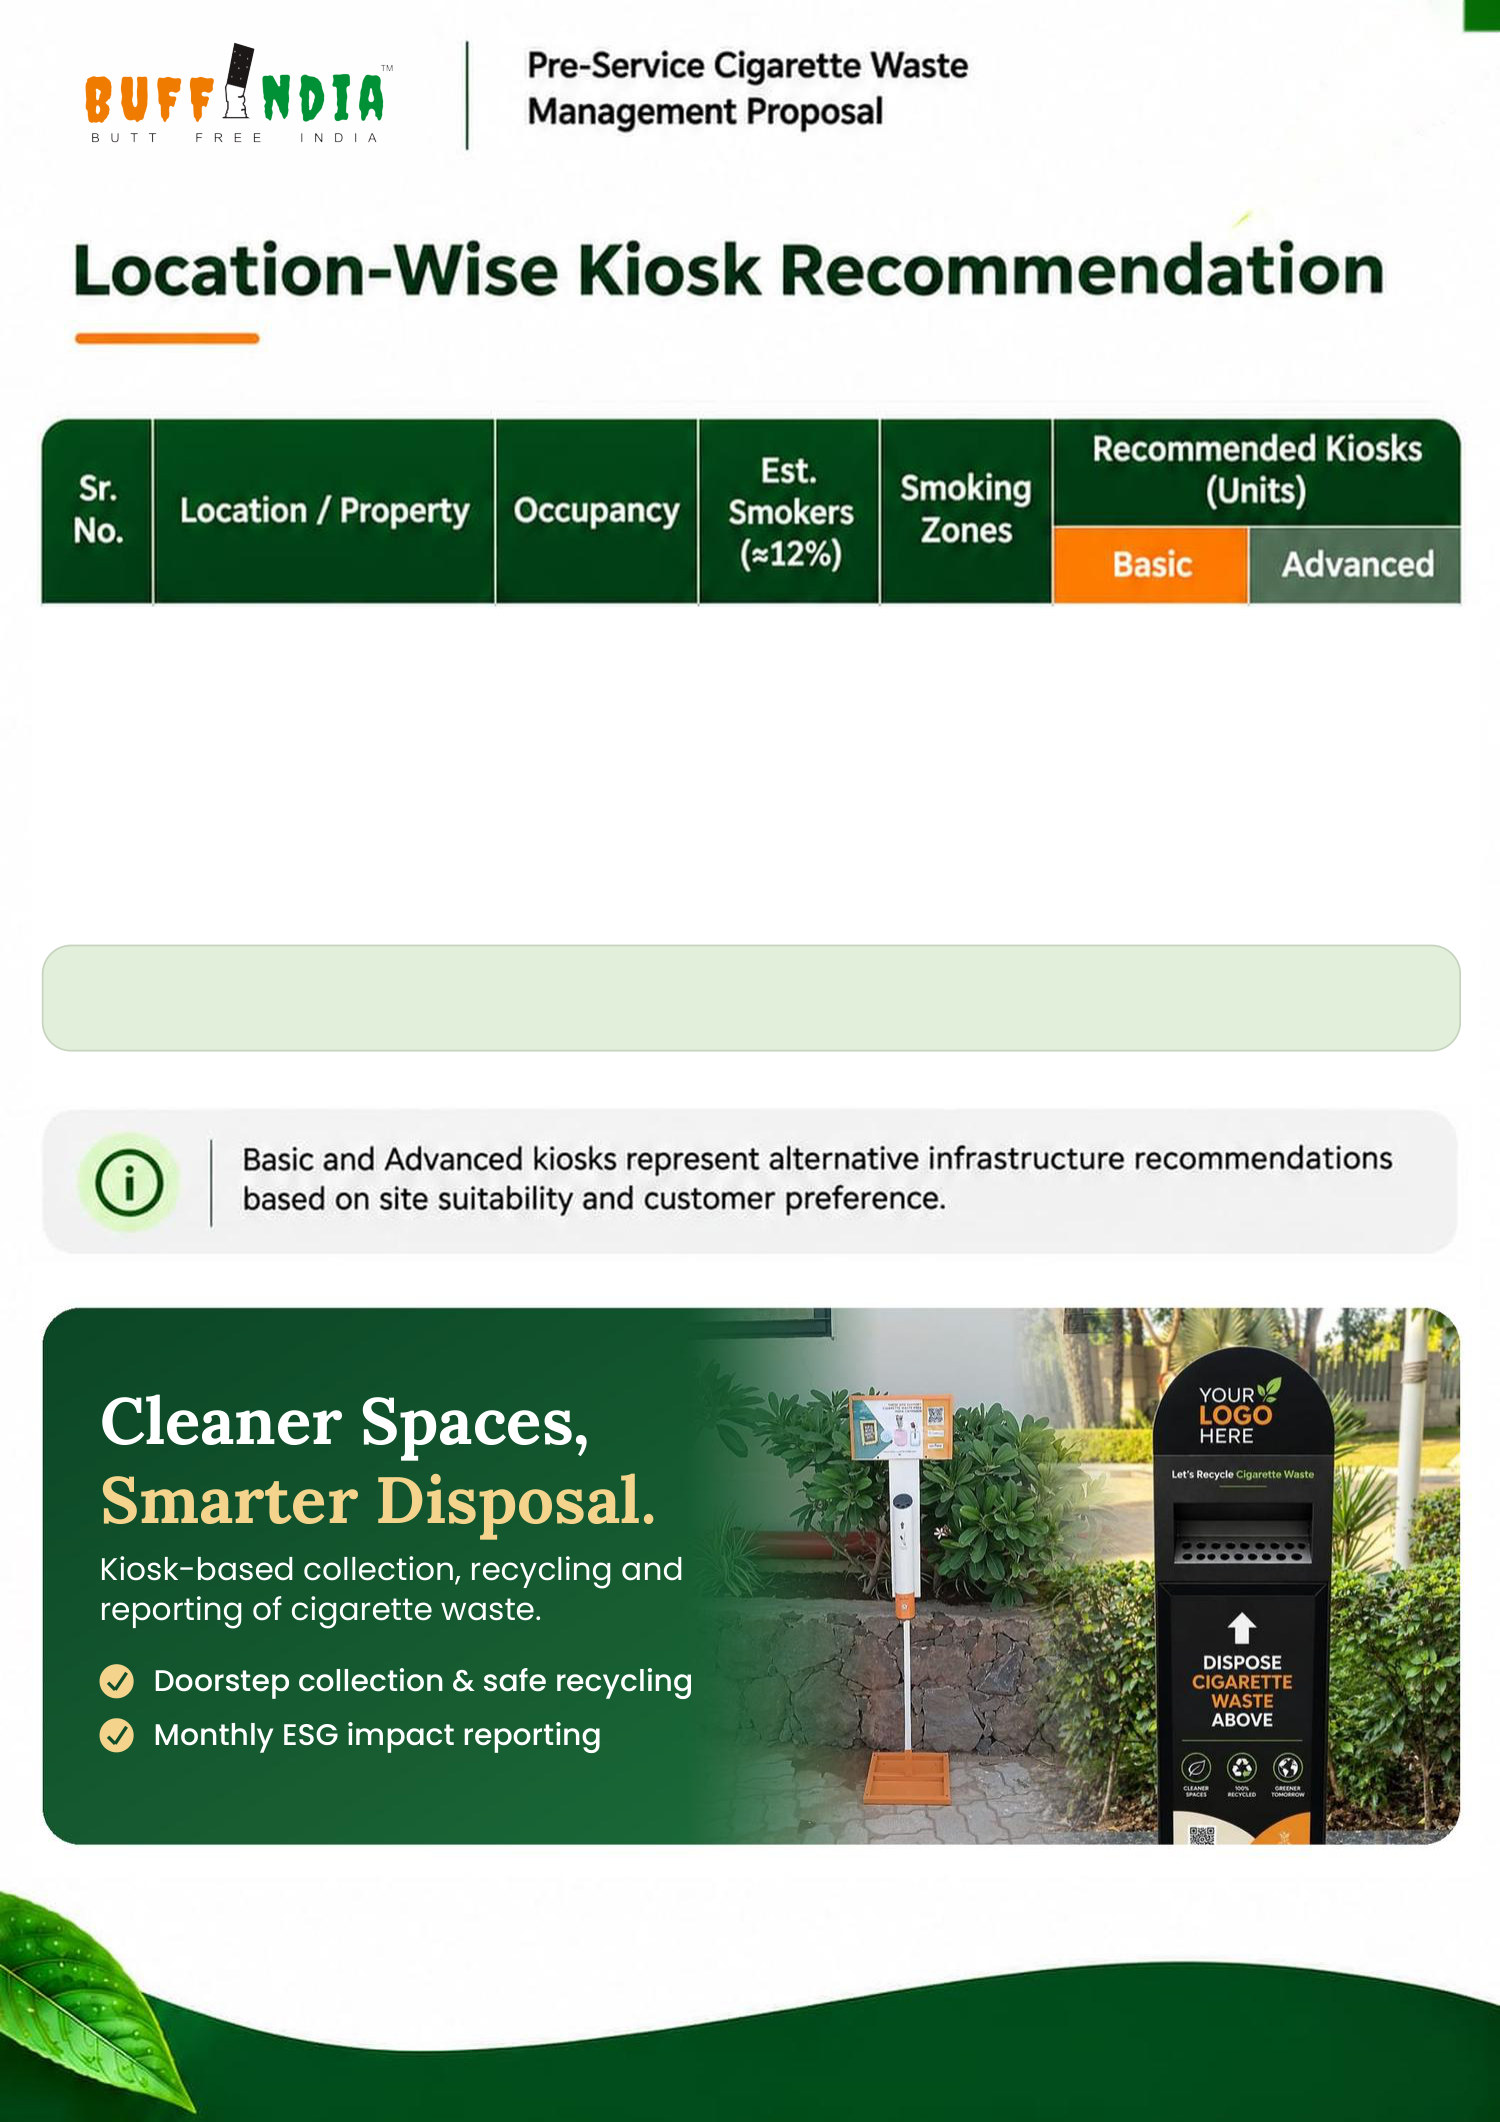 BUFFINDIA™
BUTT FREE INDIA
Pre-Service Cigarette Waste
Management Proposal
Location-Wise Kiosk Recommendation
Sr.
No.
Location / Property
Occupancy
Est.
Smokers
(≈12%)
Smoking
Zones
Recommended Kiosks
(Units)
Basic
Advanced
Basic and Advanced kiosks represent alternative infrastructure recommendations
based on site suitability and customer preference.
Cleaner Spaces,
Smarter Disposal.
Kiosk-based collection, recycling and
reporting of cigarette waste.
Doorstep collection & safe recycling
Monthly ESG impact reporting
YOUR
LOGO
HERE
Let's Recycle Cigarette Waste
DISPOSE
CIGARETTE
WASTE
ABOVE
CLEANER
SPACES
100%
RECYCLED
GREENER
TOMORROW